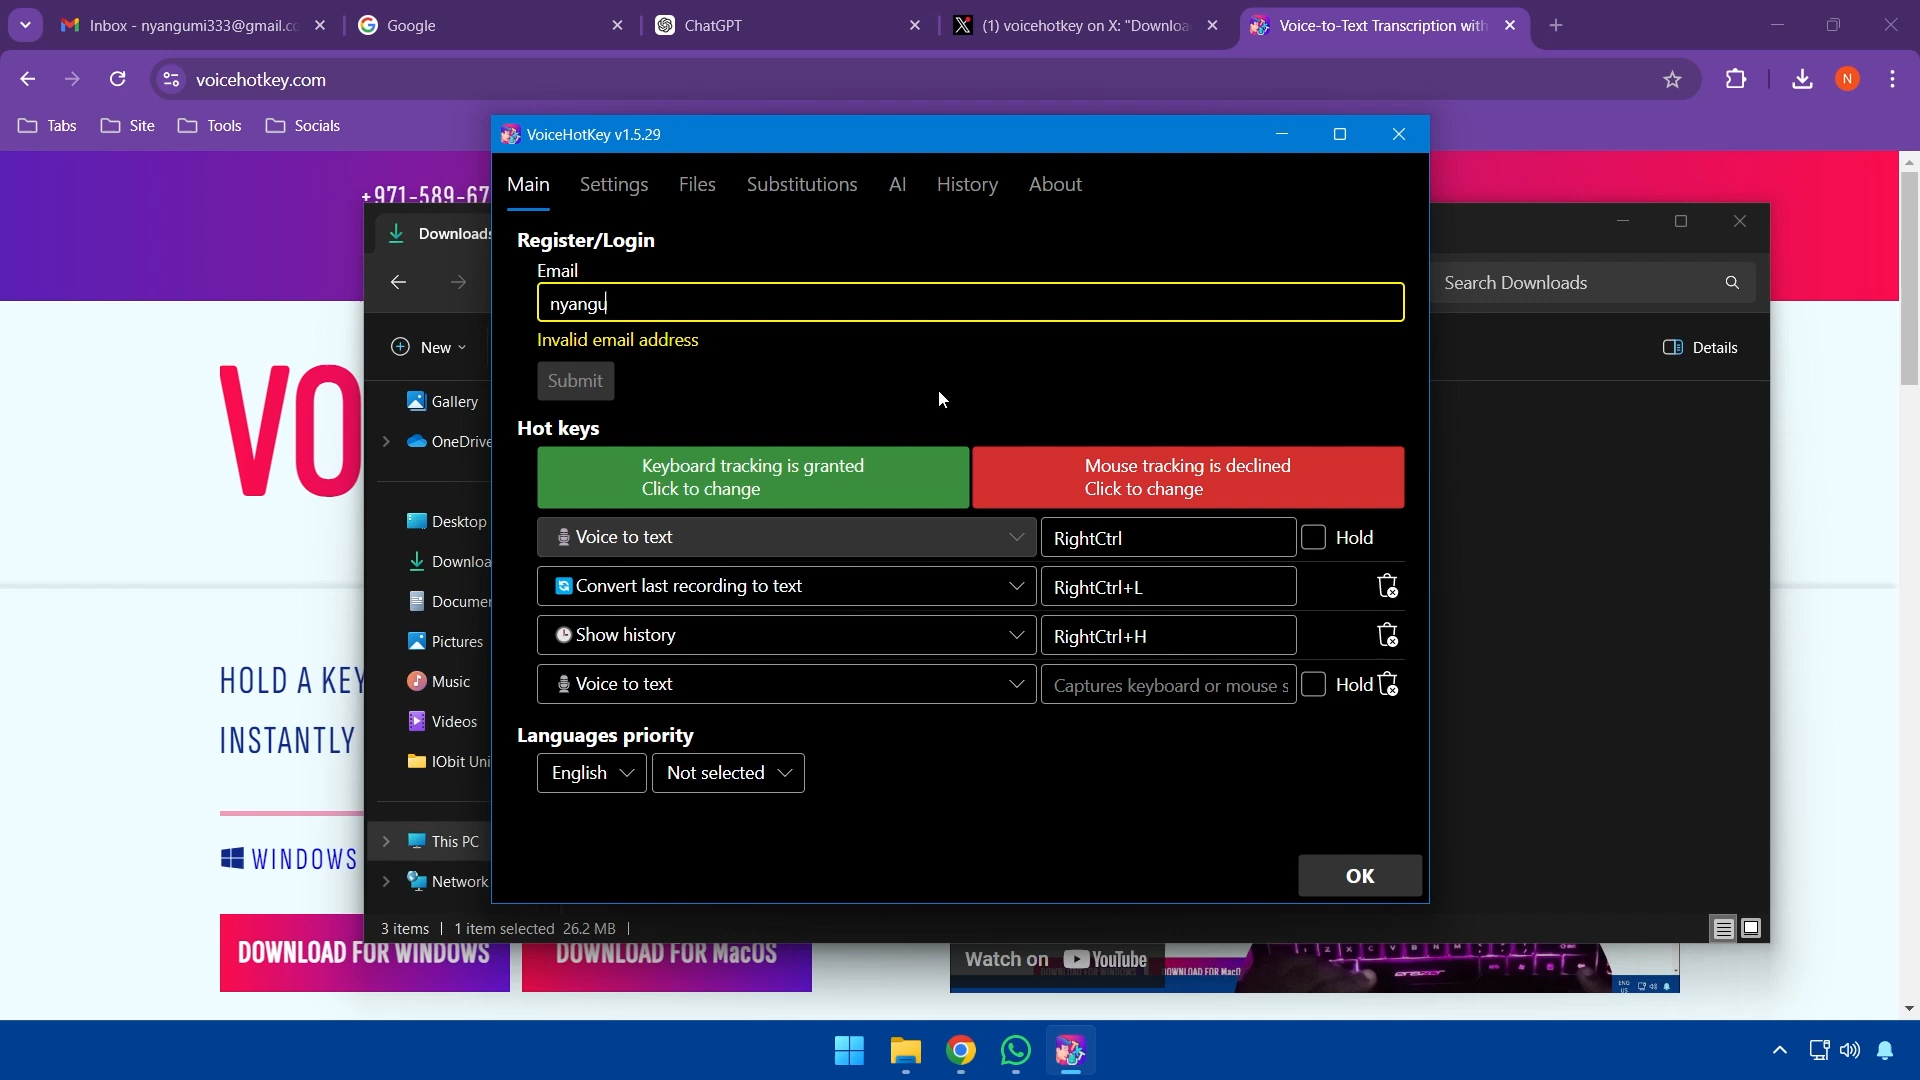 Inbox - nyangumi333@gmail.cc
Google
ChatGPT
(1) voicehotkey on X: "Downloa
Voice-to-Text Transcription with
voicehotkey.com
N
Tabs
Site
Tools
Socials
VoiceHotKey v1.5.29
Main
Settings
Files
Substitutions
AI
History
About
+971-589-67
Downloads
Register/Login
Email
nyangu
Search Downloads
Invalid email address
New
Details
Submit
Gallery
Hot keys
OneDrive
Keyboard tracking is granted
Click to change
Mouse tracking is declined
Click to change
Desktop
Voice to text
RightCtrl
Hold
Downloa
Convert last recording to text
RightCtrl+L
Documen
Pictures
Show history
RightCtrl+H
Music
Voice to text
Captures keyboard or mouse s
Hold
Videos
Languages priority
IObit Uni
English
Not selected
VO
HOLD A KEY
INSTANTLY
WINDOWS
This PC
Network
OK
3 items
1 item selected 26.2 MB
DOWNLOAD FOR WINDOWS
DOWNLOAD FOR MacOS
Watch on YouTube